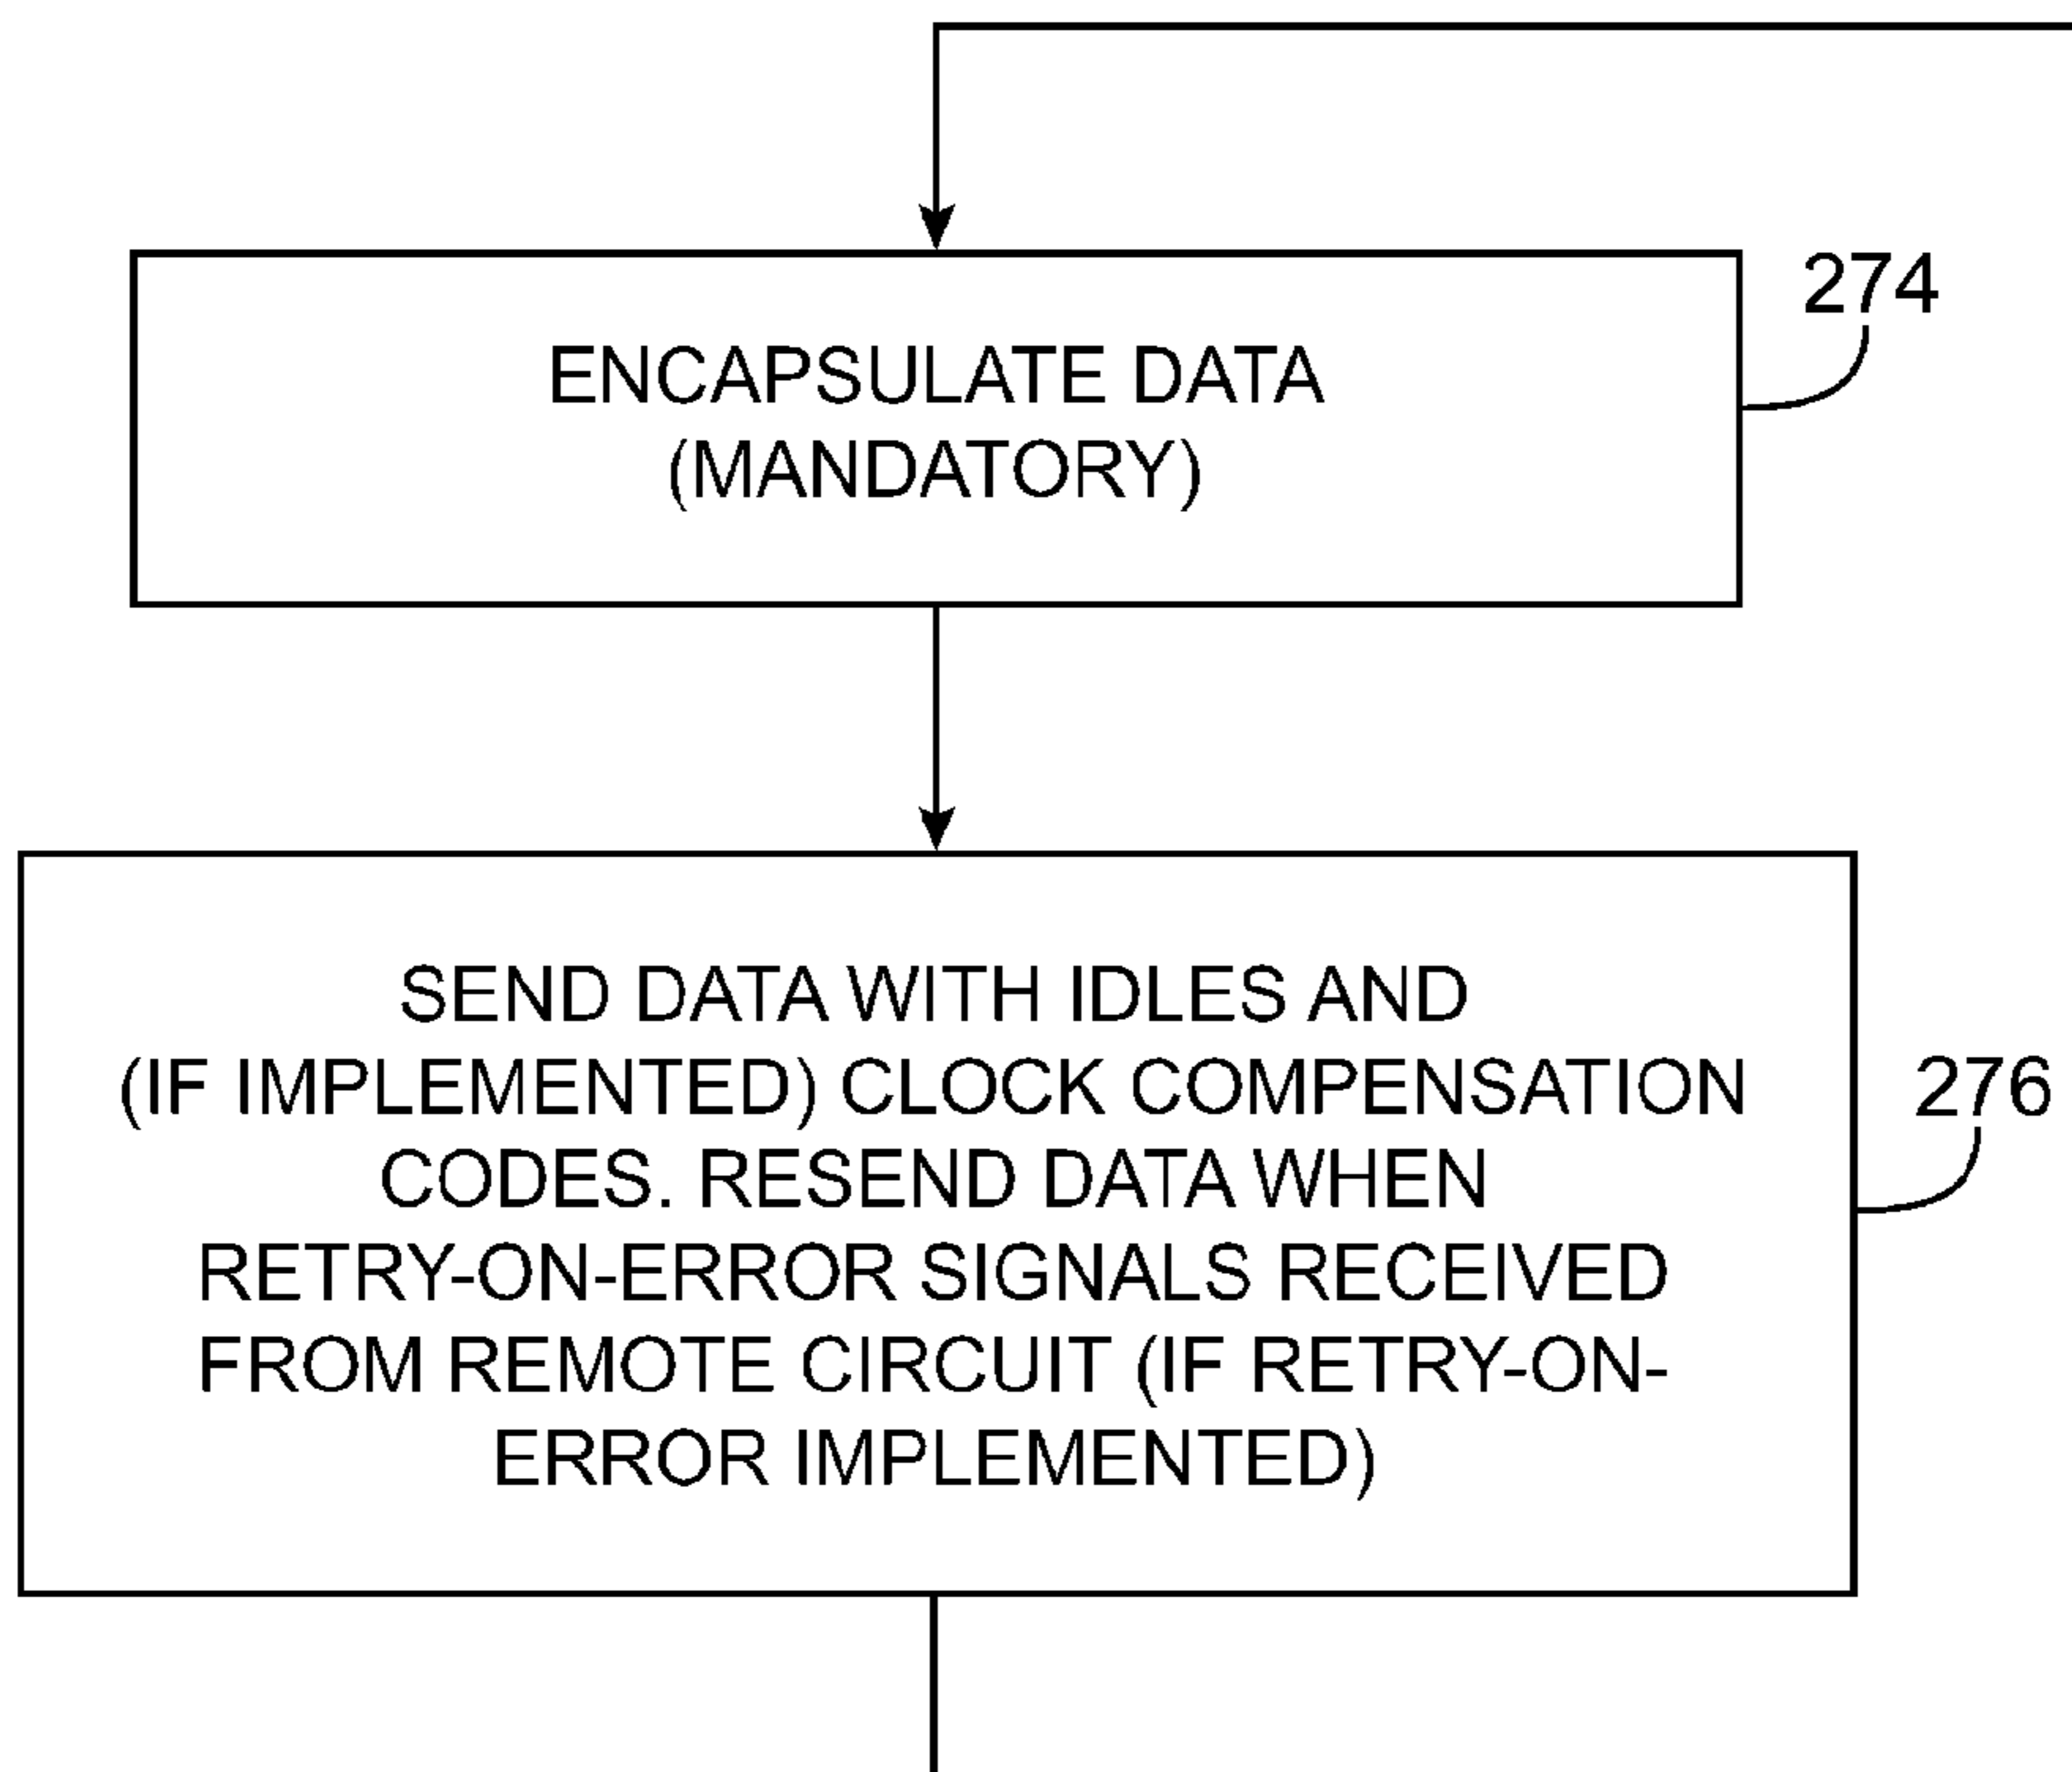 274
ENCAPSULATE DATA
(MANDATORY)
SEND DATA WITH IDLES AND
(IF IMPLEMENTED) CLOCK COMPENSATION
276
CODES. RESEND DATA WHEN
RETRY-ON-ERROR SIGNALS RECEIVED
FROM REMOTE CIRCUIT (IF RETRY-ON-
ERROR IMPLEMENTED))